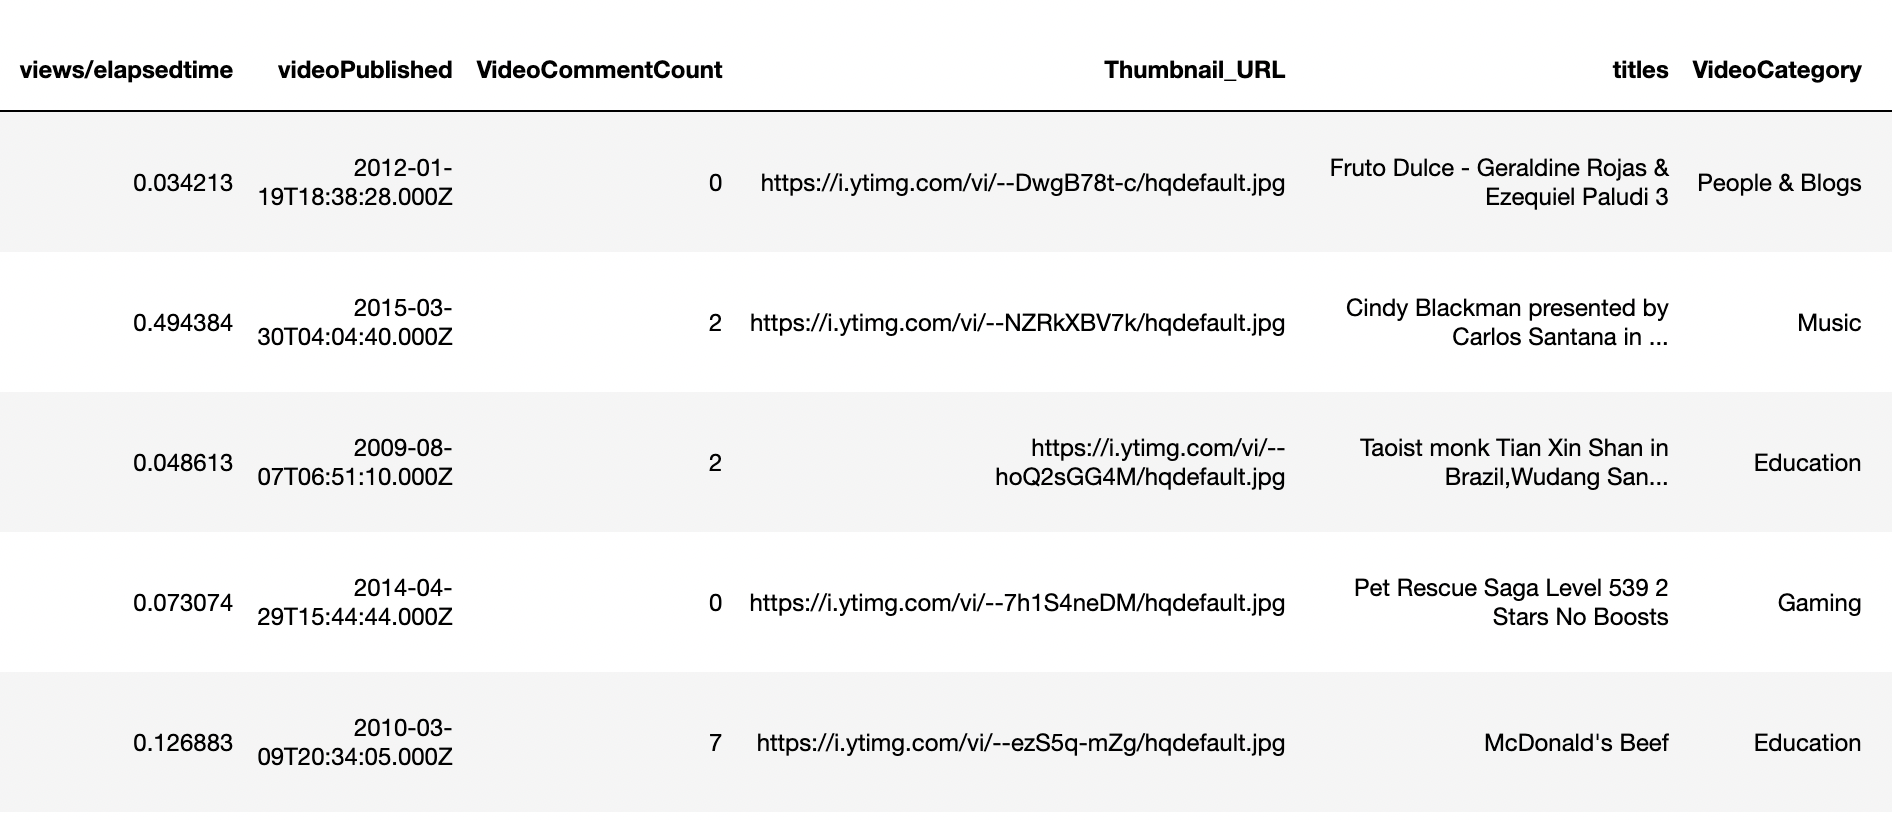 views/elapsedtime videoPublished VideoCommentCount Thumbnail_URL titles VideoCategory
0.034213 2012-01-
19T18:38:28.000Z 0 https://i.ytimg.com/vi/--DwgB78t-c/hqdefault.jpg Fruto Dulce - Geraldine Rojas &
Ezequiel Paludi 3 People & Blogs
0.494384 2015-03-
30T04:04:40.000Z 2 https://i.ytimg.com/vi/--NZRkXBV7k/hqdefault.jpg Cindy Blackman presented by
Carlos Santana in ... Music
0.048613 2009-08-
07T06:51:10.000Z 2 https://i.ytimg.com/vi/--
hoQ2sGG4M/hqdefault.jpg Taoist monk Tian Xin Shan in
Brazil,Wudang San... Education
0.073074 2014-04-
29T15:44:44.000Z 0 https://i.ytimg.com/vi/--7h1S4neDM/hqdefault.jpg Pet Rescue Saga Level 539 2
Stars No Boosts Gaming
0.126883 2010-03-
09T20:34:05.000Z 7 https://i.ytimg.com/vi/--ezS5q-mZg/hqdefault.jpg McDonald's Beef Education